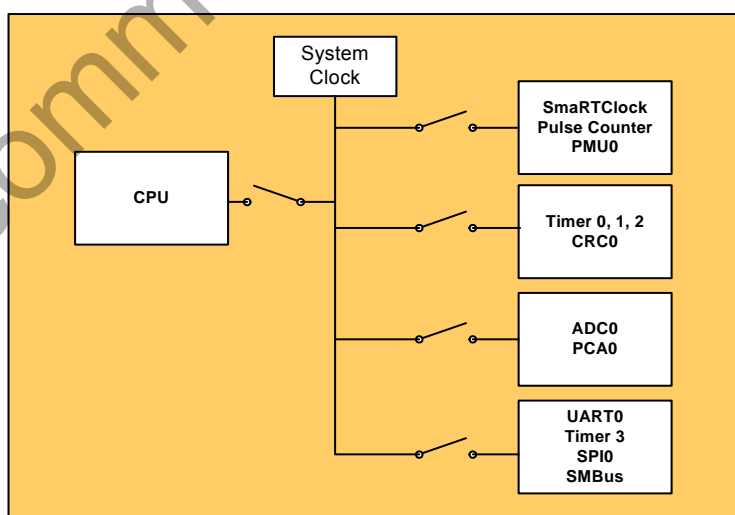 System
Clock
SmaRTClock
Pulse Counter
PMU0
CPU
Timer 0, 1, 2
CRC0
ADC0
PCA0
UART0
Timer 3
SPI0
SMBus